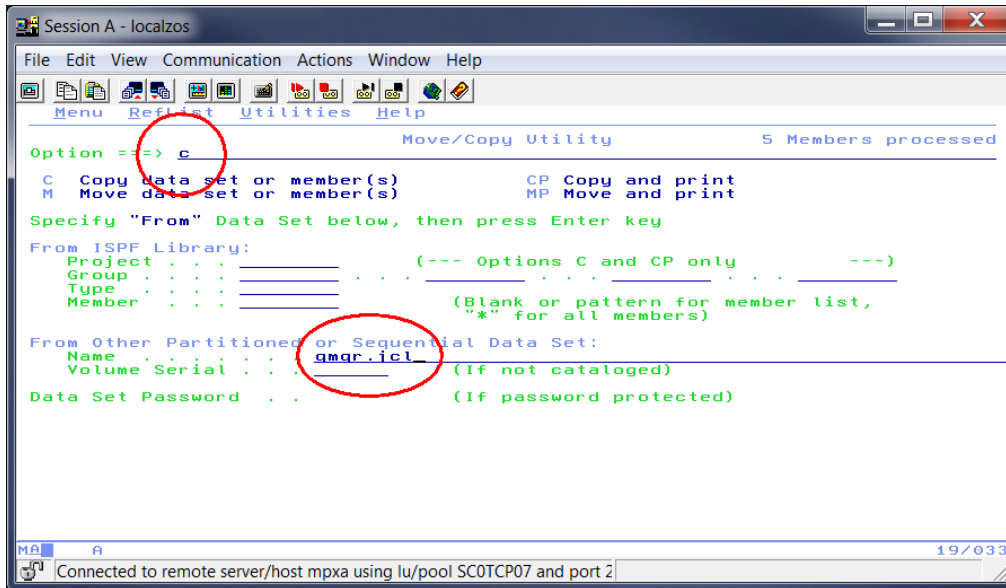 Session A - localzos
File Edit View Communication Actions Window Help
Menu RefList Utilities Help
Move/Copy Utility 5 Members processed
Option ===> c
C Copy data set or member(s) CP Copy and print
M Move data set or member(s) MP Move and print
Specify "From" Data Set below, then press Enter key
From ISPF Library:
Project . . . (--- Options C and CP only ---)
Group . . . . . . . . . . . . .
Type . . . .
Member . . . (Blank or pattern for member list,
"*" for all members)
From Other Partitioned or Sequential Data Set:
Name . . . . . . qmqr.jcl_
Volume Serial . . . (If not cataloged)
Data Set Password . . (If password protected)
MA A 19/033
Connected to remote server/host mpxa using lu/pool SC0TCP07 and port 2